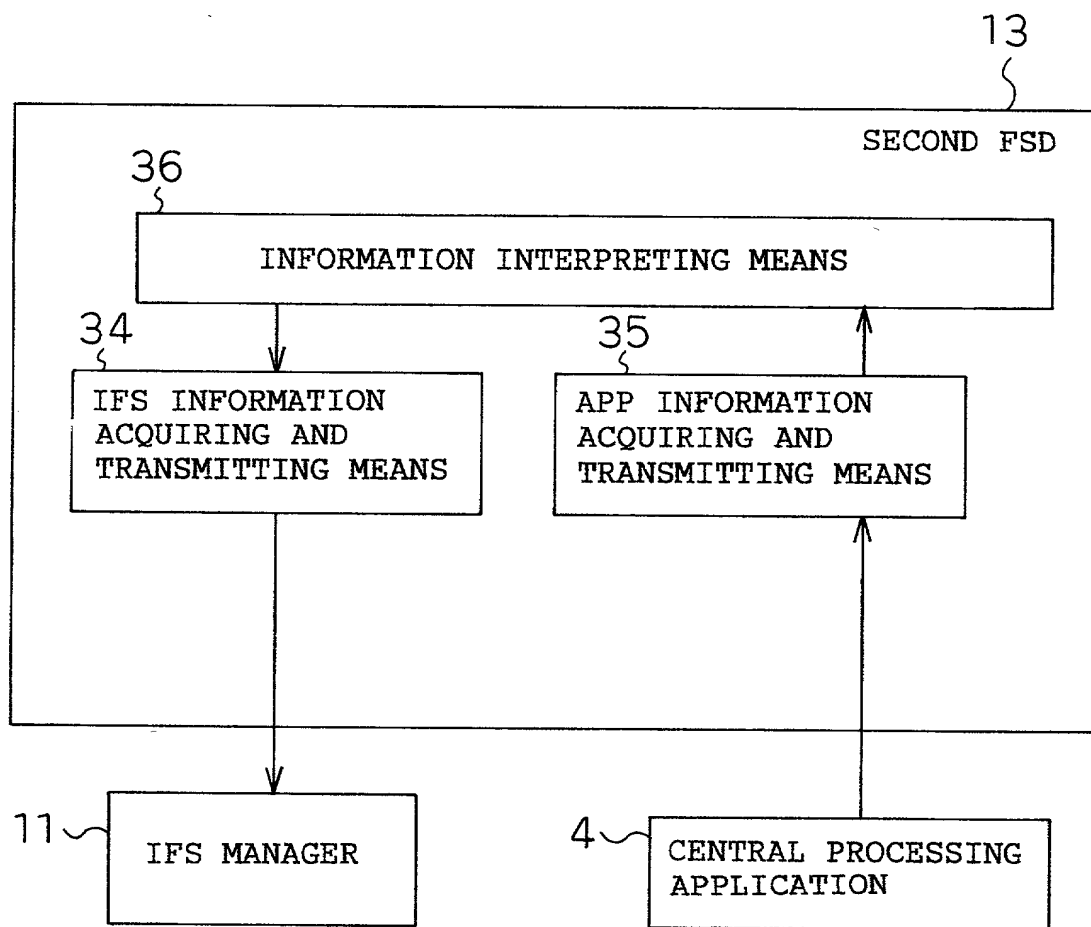 13
SECOND FSD
36
INFORMATION INTERPRETING MEANS
34
IFS INFORMATION
ACQUIRING AND
TRANSMITTING MEANS
35
APP INFORMATION
ACQUIRING AND
TRANSMITTING MEANS
11
IFS MANAGER
4
CENTRAL PROCESSING
APPLICATION